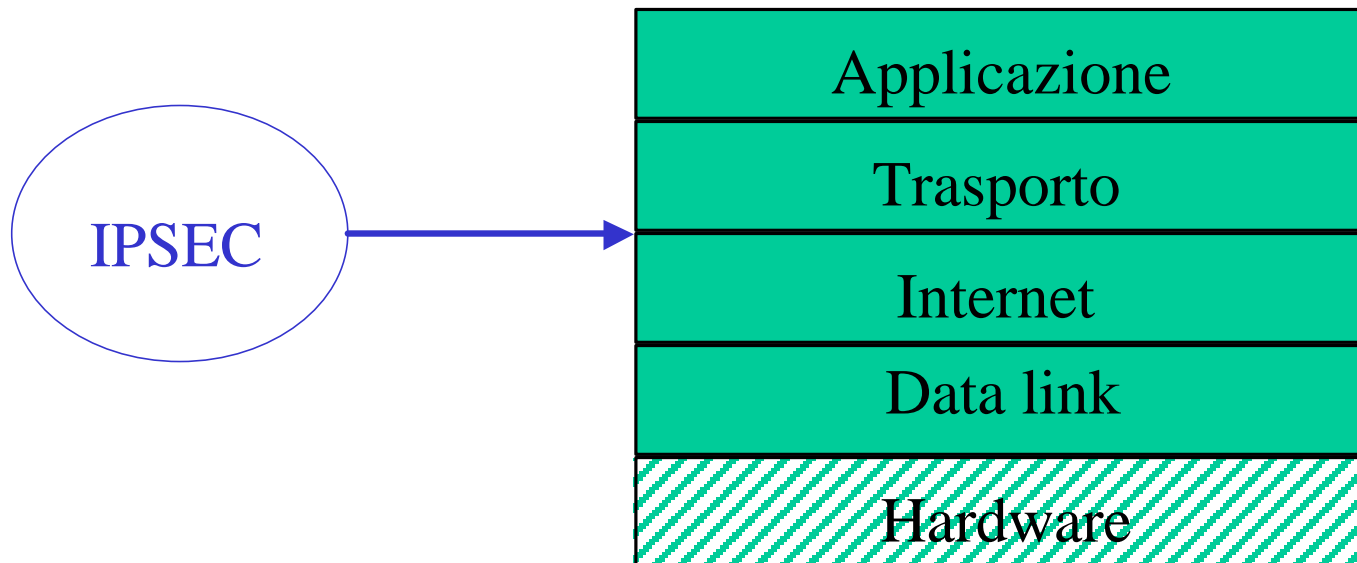 Applicazione
Trasporto
IPSEC
Internet
Data link
Hardware